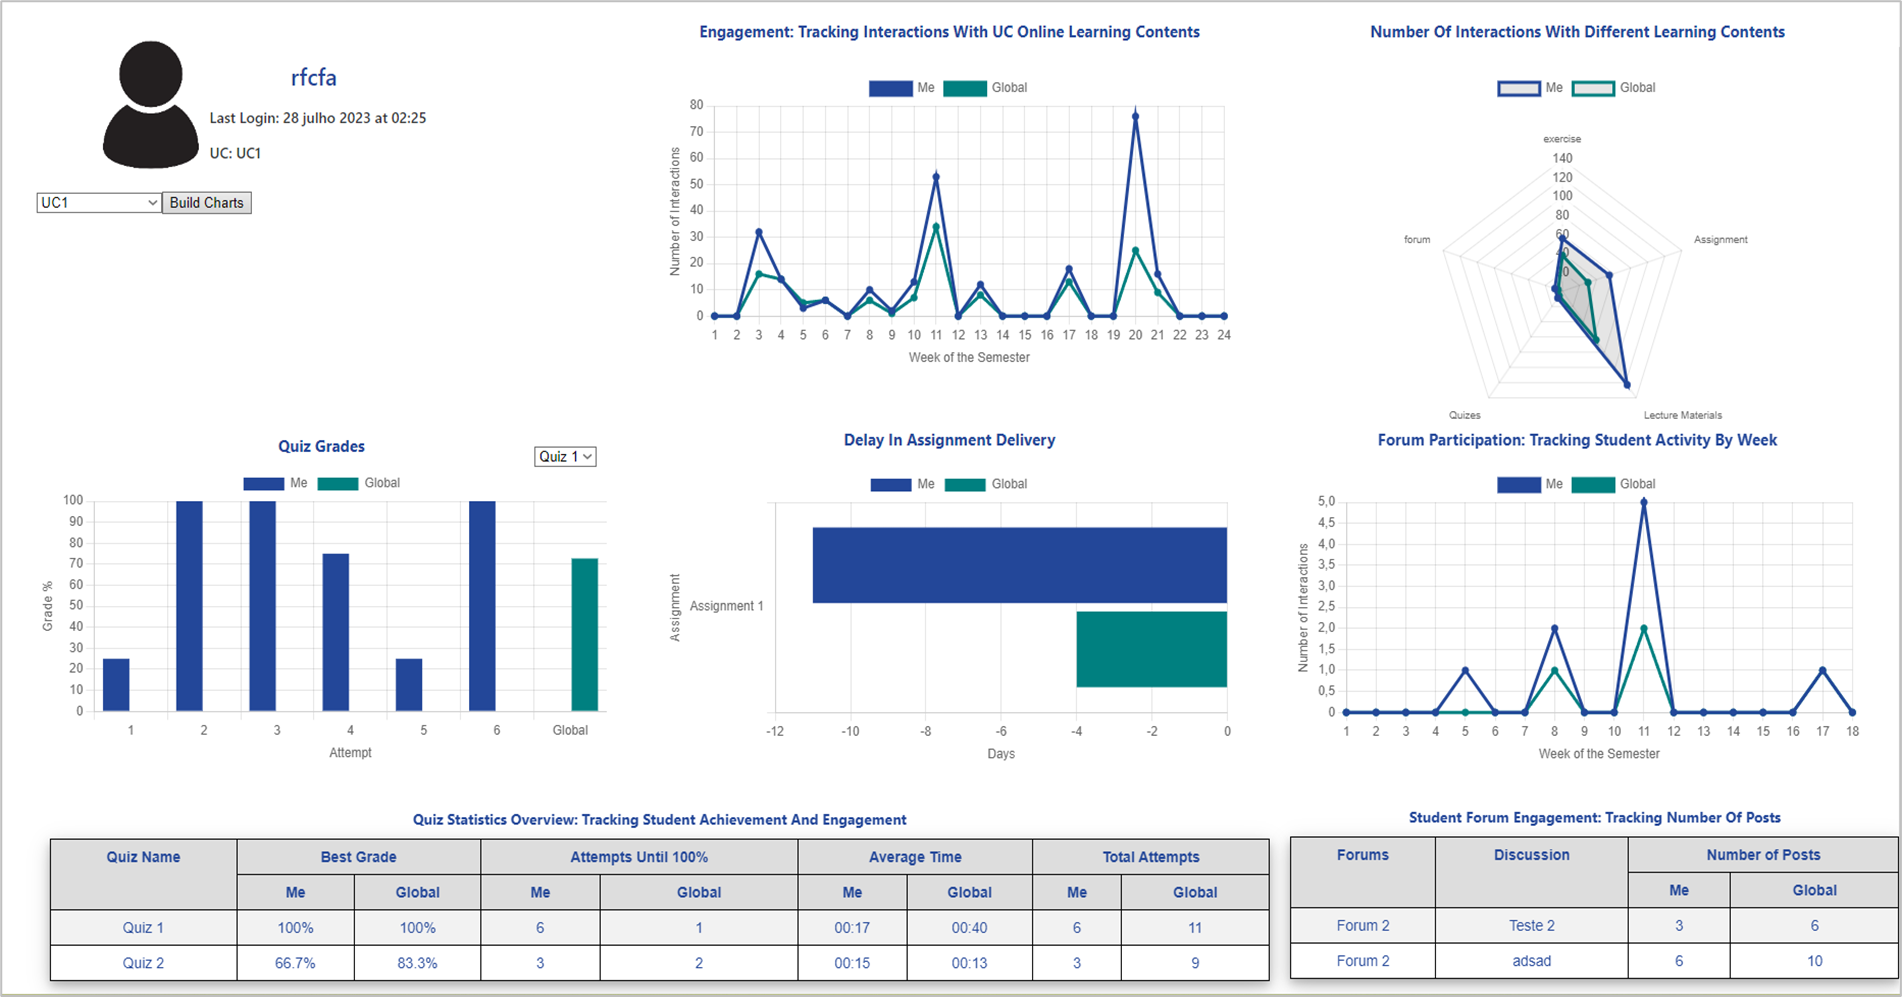 rfcfa
Last Login: 28 julho 2023 at 02:25
UC: UC1
UC1 Build Charts
Engagement: Tracking Interactions With UC Online Learning Contents
Me Global
Number of Interactions
80
70
60
50
40
30
20
10
0
1 2 3 4 5 6 7 8 9 10 11 12 13 14 15 16 17 18 19 20 21 22 23 24
Week of the Semester
Number Of Interactions With Different Learning Contents
Me Global
exercise
140
120
100
80
60
40
20
forum Assignment
Quizes Lecture Materials
Quiz Grades
Quiz 1
Me Global
Grade %
100
90
80
70
60
50
40
30
20
10
0
1 2 3 4 5 6 Global
Attempt
Delay In Assignment Delivery
Me Global
Assignment
Assignment 1
-12 -10 -8 -6 -4 -2 0
Days
Forum Participation: Tracking Student Activity By Week
Me Global
Number of Interactions
5,0
4,5
4,0
3,5
3,0
2,5
2,0
1,5
1,0
0,5
0
1 2 3 4 5 6 7 8 9 10 11 12 13 14 15 16 17 18
Week of the Semester
Quiz Statistics Overview: Tracking Student Achievement And Engagement
Quiz Name Best Grade Attempts Until 100% Average Time Total Attempts
Me Global Me Global Me Global Me Global
Quiz 1 100% 100% 6 1 00:17 00:40 6 11
Quiz 2 66.7% 83.3% 3 2 00:15 00:13 3 9
Student Forum Engagement: Tracking Number Of Posts
Forums Discussion Number of Posts
Me Global
Forum 2 Teste 2 3 6
Forum 2 adsad 6 10